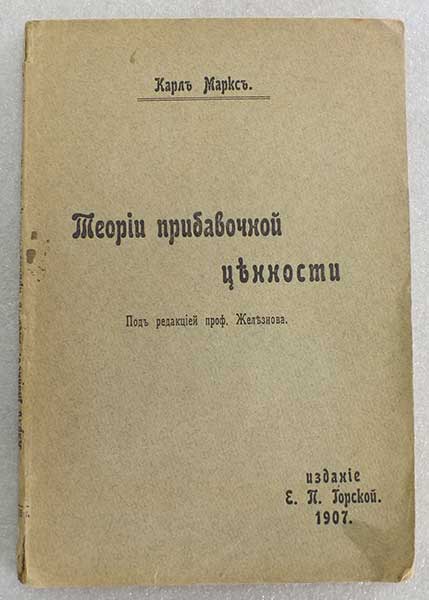 Карлъ Марксъ.
Теоріи прибавочной
цѣнности
Подъ редакціей проф. Желѣзнова.
изданіе
Е. П. Горской.
1907.